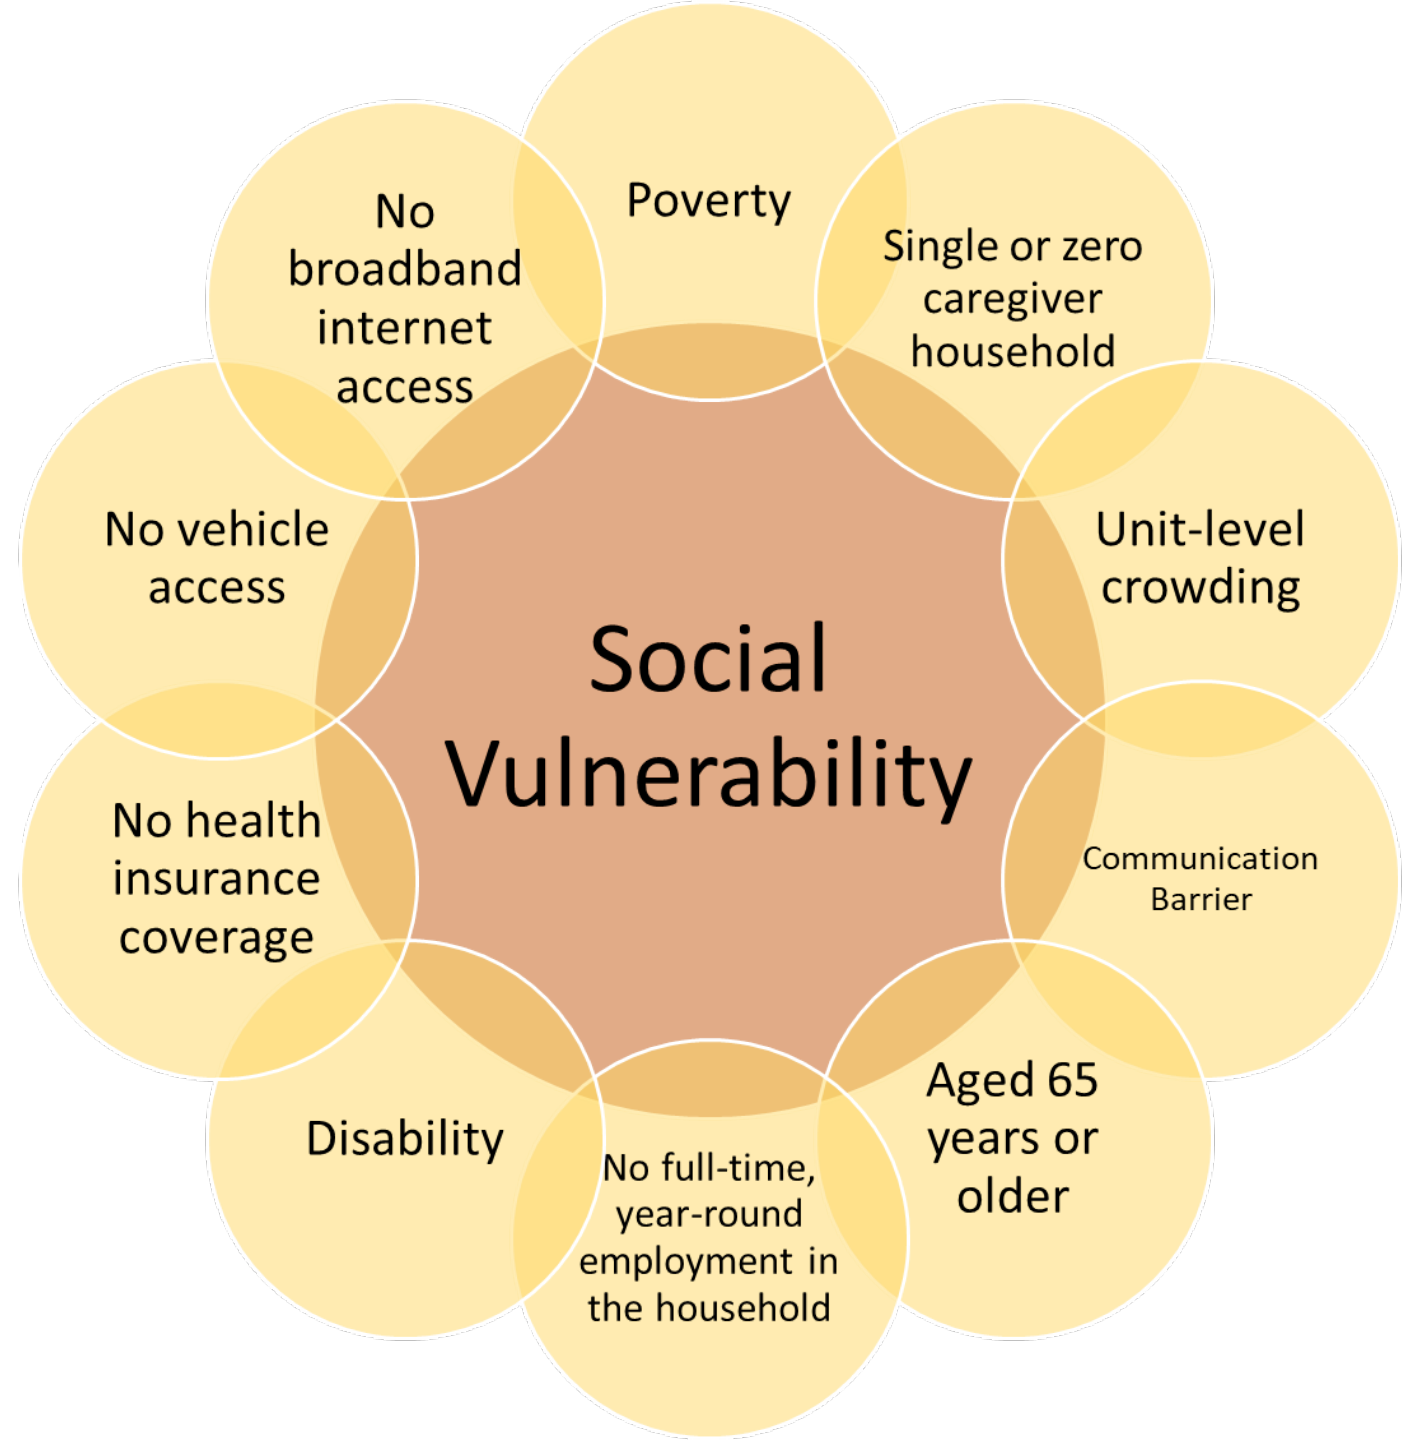 Poverty
Single or zero
caregiver
household
Unit-level
crowding
Communication
Barrier
Aged 65
years or
older
No full-time,
year-round
employment in
the household
Disability
No health
insurance
coverage
No vehicle
access
No
broadband
internet
access
Social
Vulnerability